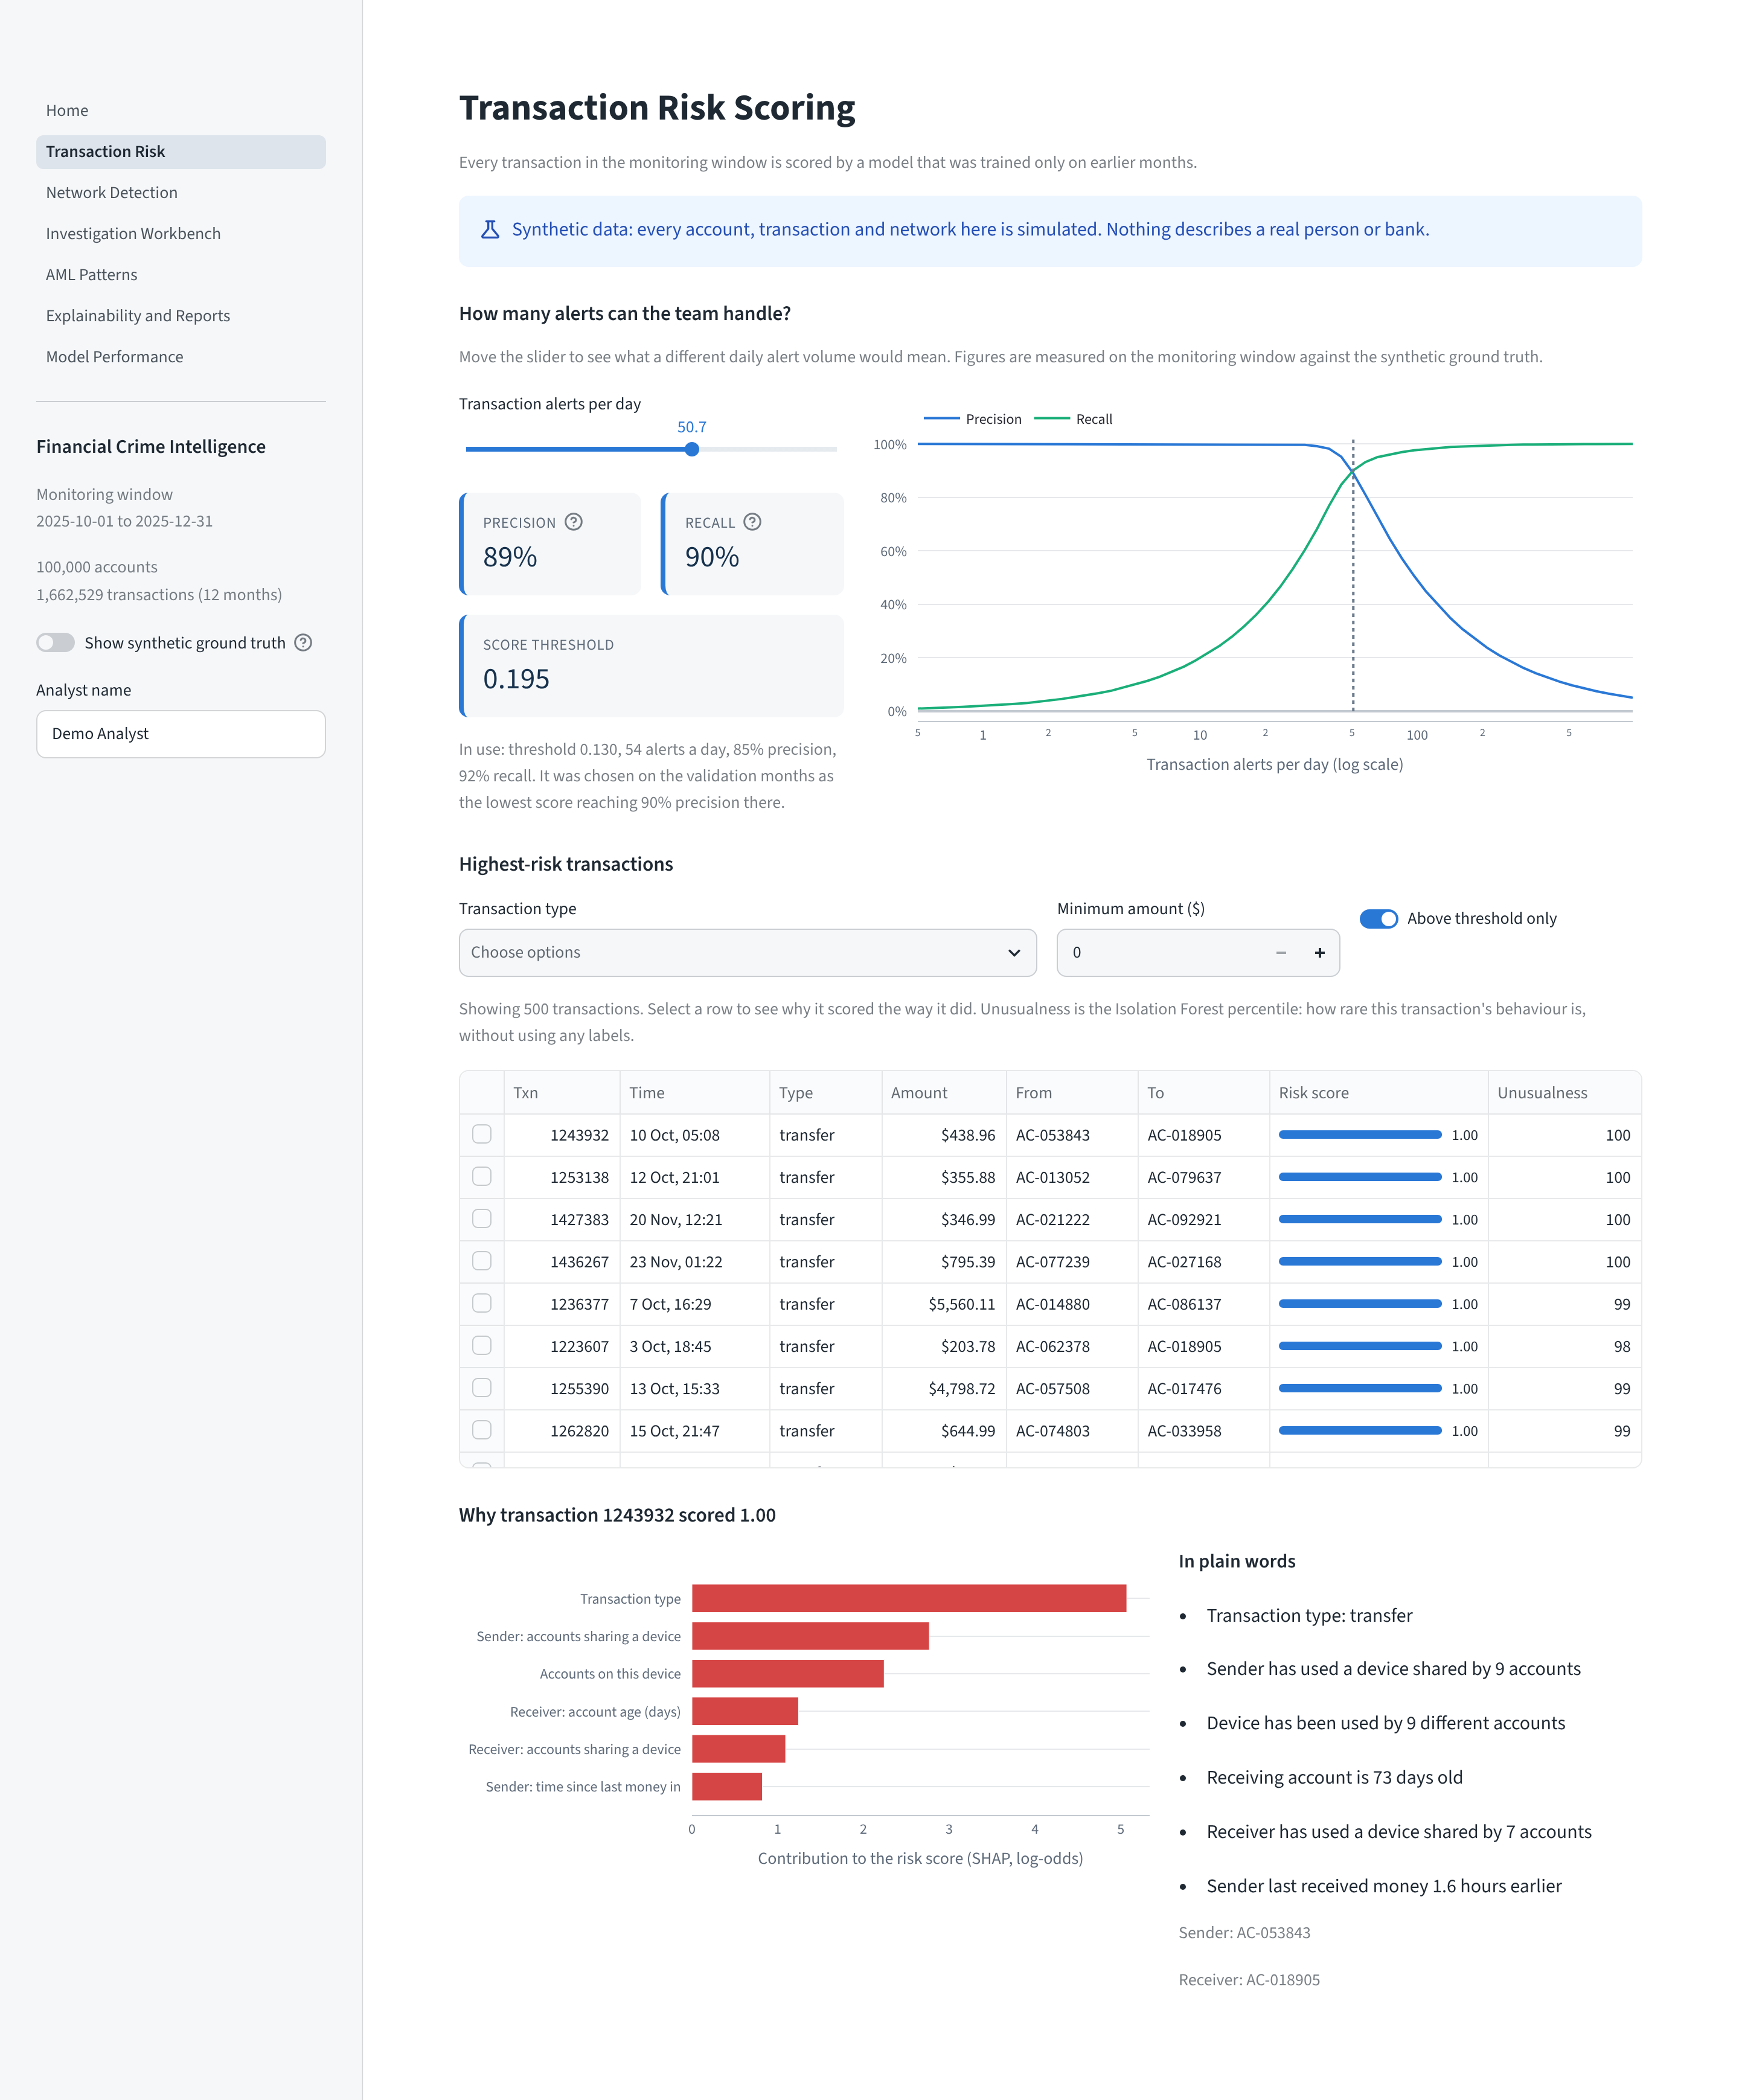 Home
Transaction Risk
Network Detection
Investigation Workbench
AML Patterns
Explainability and Reports
Model Performance
Financial Crime Intelligence
Monitoring window
2025-10-01 to 2025-12-31
100,000 accounts
1,662,529 transactions (12 months)
Show synthetic ground truth
Analyst name
Demo Analyst
Transaction Risk Scoring
Every transaction in the monitoring window is scored by a model that was trained only on earlier months.
Synthetic data: every account, transaction and network here is simulated. Nothing describes a real person or bank.
How many alerts can the team handle?
Move the slider to see what a different daily alert volume would mean. Figures are measured on the monitoring window against the synthetic ground truth.
Transaction alerts per day
50.7
PRECISION
89%
RECALL
90%
SCORE THRESHOLD
0.195
In use: threshold 0.130, 54 alerts a day, 85% precision,
92% recall. It was chosen on the validation months as
the lowest score reaching 90% precision there.
Precision Recall
100%
80%
60%
40%
20%
0%
5 1 2 5 10 2 5 100 2 5
Transaction alerts per day (log scale)
Highest-risk transactions
Transaction type
Choose options
Minimum amount ($)
0
Above threshold only
Showing 500 transactions. Select a row to see why it scored the way it did. Unusualness is the Isolation Forest percentile: how rare this transaction's behaviour is,
without using any labels.
Txn Time Type Amount From To Risk score Unusualness
1243932 10 Oct, 05:08 transfer $438.96 AC-053843 AC-018905 1.00 100
1253138 12 Oct, 21:01 transfer $355.88 AC-013052 AC-079637 1.00 100
1427383 20 Nov, 12:21 transfer $346.99 AC-021222 AC-092921 1.00 100
1436267 23 Nov, 01:22 transfer $795.39 AC-077239 AC-027168 1.00 100
1236377 7 Oct, 16:29 transfer $5,560.11 AC-014880 AC-086137 1.00 99
1223607 3 Oct, 18:45 transfer $203.78 AC-062378 AC-018905 1.00 98
1255390 13 Oct, 15:33 transfer $4,798.72 AC-057508 AC-017476 1.00 99
1262820 15 Oct, 21:47 transfer $644.99 AC-074803 AC-033958 1.00 99
Why transaction 1243932 scored 1.00
Transaction type
Sender: accounts sharing a device
Accounts on this device
Receiver: account age (days)
Receiver: accounts sharing a device
Sender: time since last money in
0 1 2 3 4 5
Contribution to the risk score (SHAP, log-odds)
In plain words
• Transaction type: transfer
• Sender has used a device shared by 9 accounts
• Device has been used by 9 different accounts
• Receiving account is 73 days old
• Receiver has used a device shared by 7 accounts
• Sender last received money 1.6 hours earlier
Sender: AC-053843
Receiver: AC-018905